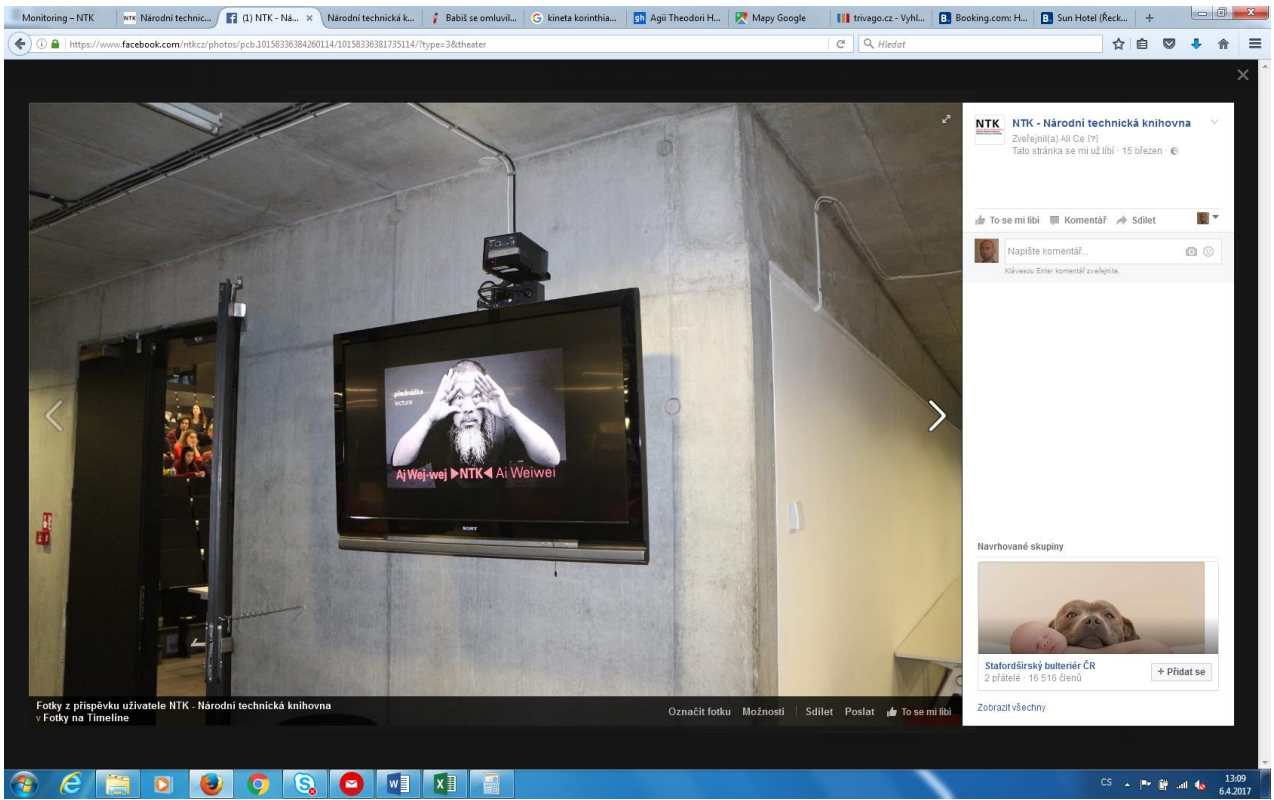 Monitoring – NTK
NTK Národní technic...
(1) NTK - Ná...
Národní technická k...
Babiš se omluvil...
kineta korinthia...
gh Agii Theodori H...
Mapy Google
trivago.cz - Vyhl...
B. Booking.com: H...
B. Sun Hotel (Řeck...
https://www.facebook.com/ntkcz/photos/pcb.10158336384260114/10158336381735114/?type=3&theater
Hledat
NTK
NTK - Národní technická knihovna
Zveřejnil(a) Ali Ce [?]
Tato stránka se mi už líbí · 15 březen ·
To se mi líbí Komentář Sdílet
Napište komentář...
Klávesou Enter komentář zveřejníte.
přednáška
lecture
Aj Wej-wej ▶NTK◀ Ai Weiwei
SONY
Navrhované skupiny
Stafordšírský bulteriér ČR
2 přátelé · 16 516 členů
+ Přidat se
Zobrazit všechny
Fotky z příspěvku uživatele NTK - Národní technická knihovna
v Fotky na Timeline
Označit fotku Možnosti Sdílet Poslat To se mi líbí
CS
13:09
6.4.2017